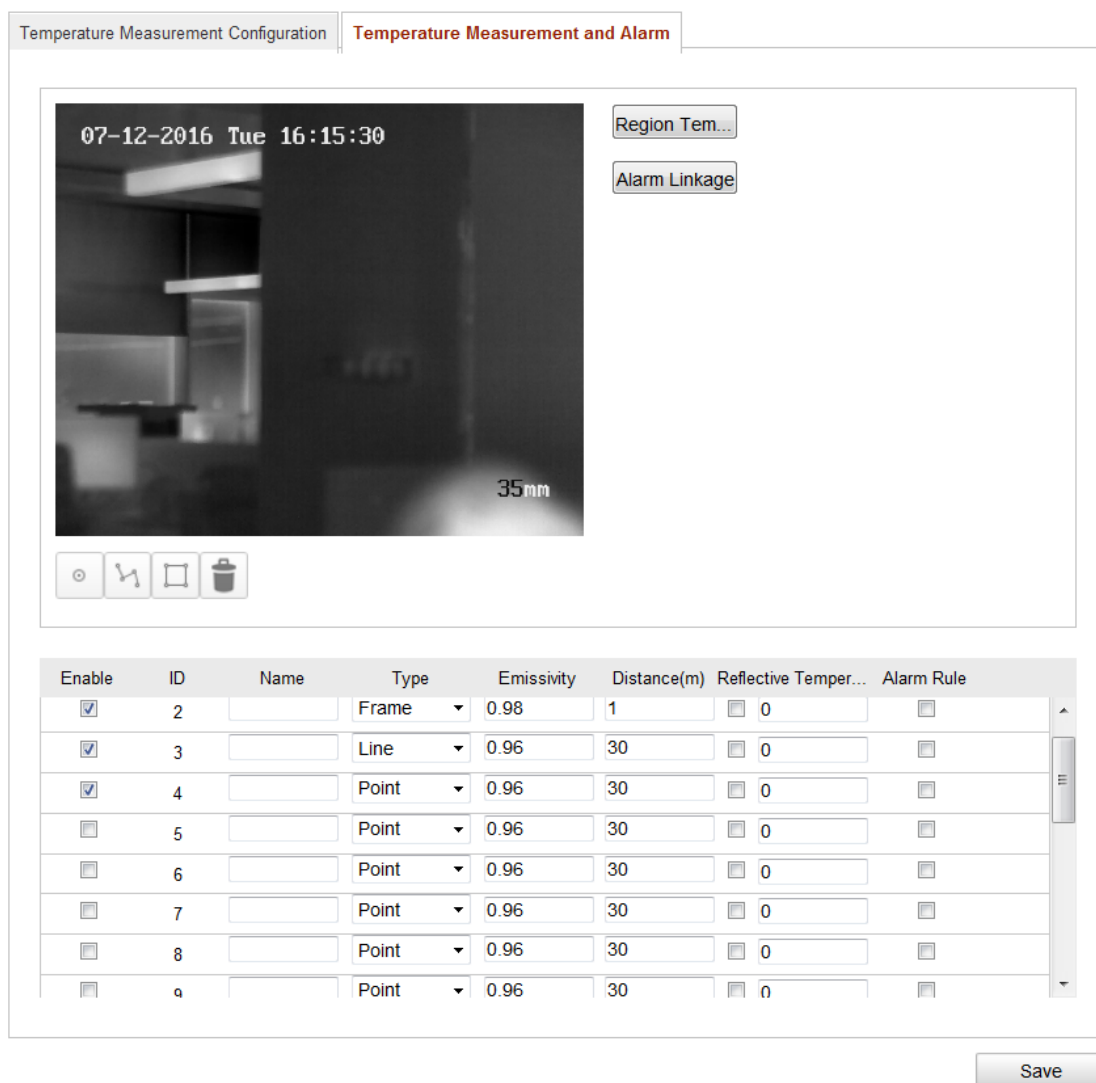 Temperature Measurement Configuration Temperature Measurement and Alarm
07-12-2016 Tue 16:15:30
Region Tem...
Alarm Linkage
35mm
Enable ID Name Type Emissivity Distance(m) Reflective Temper... Alarm Rule
2 Frame 0.98 1 0
3 Line 0.96 30 0
4 Point 0.96 30 0
5 Point 0.96 30 0
6 Point 0.96 30 0
7 Point 0.96 30 0
8 Point 0.96 30 0
9 Point 0.96 30 0
Save